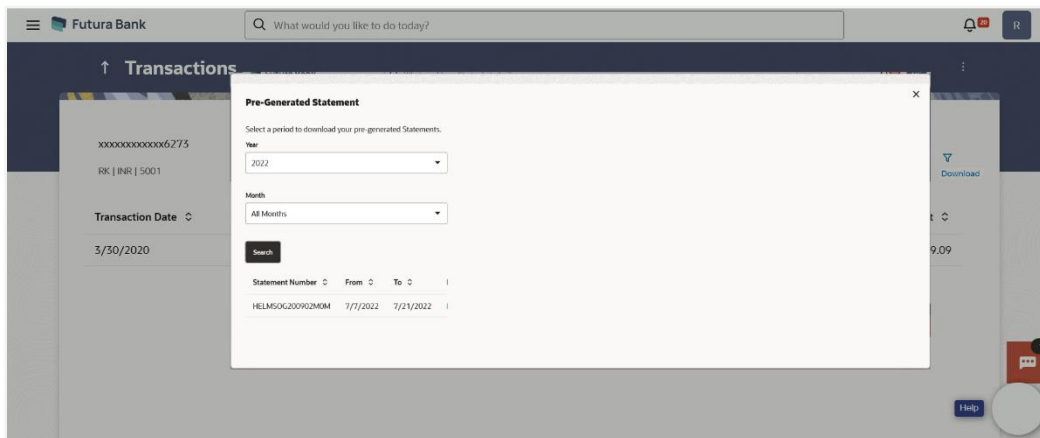 Futura Bank
What would you like to do today?
20
R
Transactions
Pre-Generated Statement
Select a period to download your pre-generated Statements.
Year
2022
Month
All Months
Search
Statement Number From To
HELMSOG200902M0M 7/7/2022 7/21/2022
xxxxxxxxxxxx6273
RK | INR | 5001
Download
Transaction Date
3/30/2020
9.09
Help